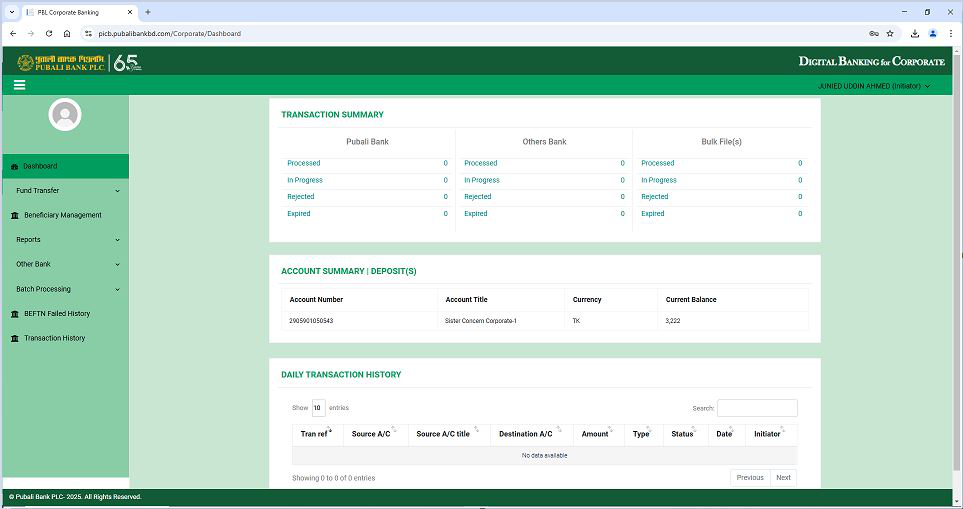 PBL Corporate Banking
picb.pubalibankbd.com/Corporate/Dashboard
পূবালী ব্যাংক পিএলসি.
PUBALI BANK PLC.
65
DIGITAL BANKING for CORPORATE
JUNIED UDDIN AHMED (Initiator)
Dashboard
Fund Transfer
Beneficiary Management
Reports
Other Bank
Batch Processing
BEFTN Failed History
Transaction History
TRANSACTION SUMMARY
Pubali Bank Others Bank Bulk File(s)
Processed 0 Processed 0 Processed 0
In Progress 0 In Progress 0 In Progress 0
Rejected 0 Rejected 0 Rejected 0
Expired 0 Expired 0 Expired 0
ACCOUNT SUMMARY | DEPOSIT(S)
Account Number Account Title Currency Current Balance
2905901050543 Sister Concern Corporate-1 TK 3,222
DAILY TRANSACTION HISTORY
Show 10 entries Search:
Tran ref Source A/C Source A/C title Destination A/C Amount Type Status Date Initiator
No data available
Showing 0 to 0 of 0 entries Previous Next
© Pubali Bank PLC- 2025. All Rights Reserved.